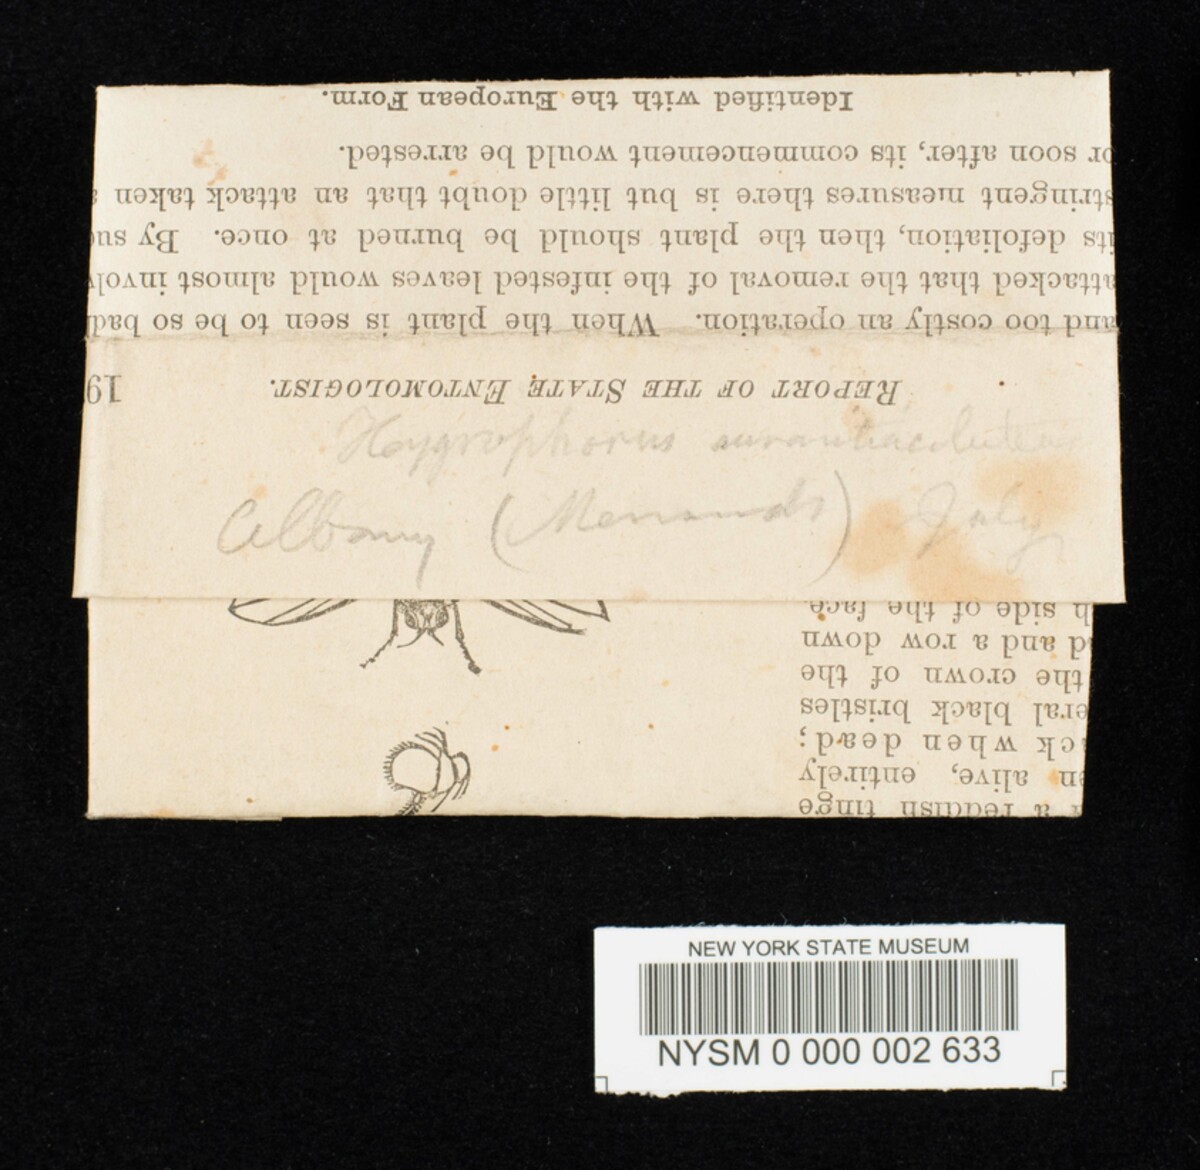 Identified with the European Form.
or soon after, its commencement would be arrested.
stringent measures there is but little doubt that an attack taken a
its defoliation, then the plant should be burned at once. By suc
attacked that the removal of the infested leaves would almost involv
and too costly an operation. When the plant is seen to be so bad
REPORT OF THE STATE ENTOMOLOGIST. 19
Hygrophorus aurantiacoluteus
Albany (Menands) July
h side of the face.
d and a row down
the crown of the
eral black bristles
ack when dead;
en alive, entirely
a reddish tinge
NEW YORK STATE MUSEUM
NYSM 0 000 002 633